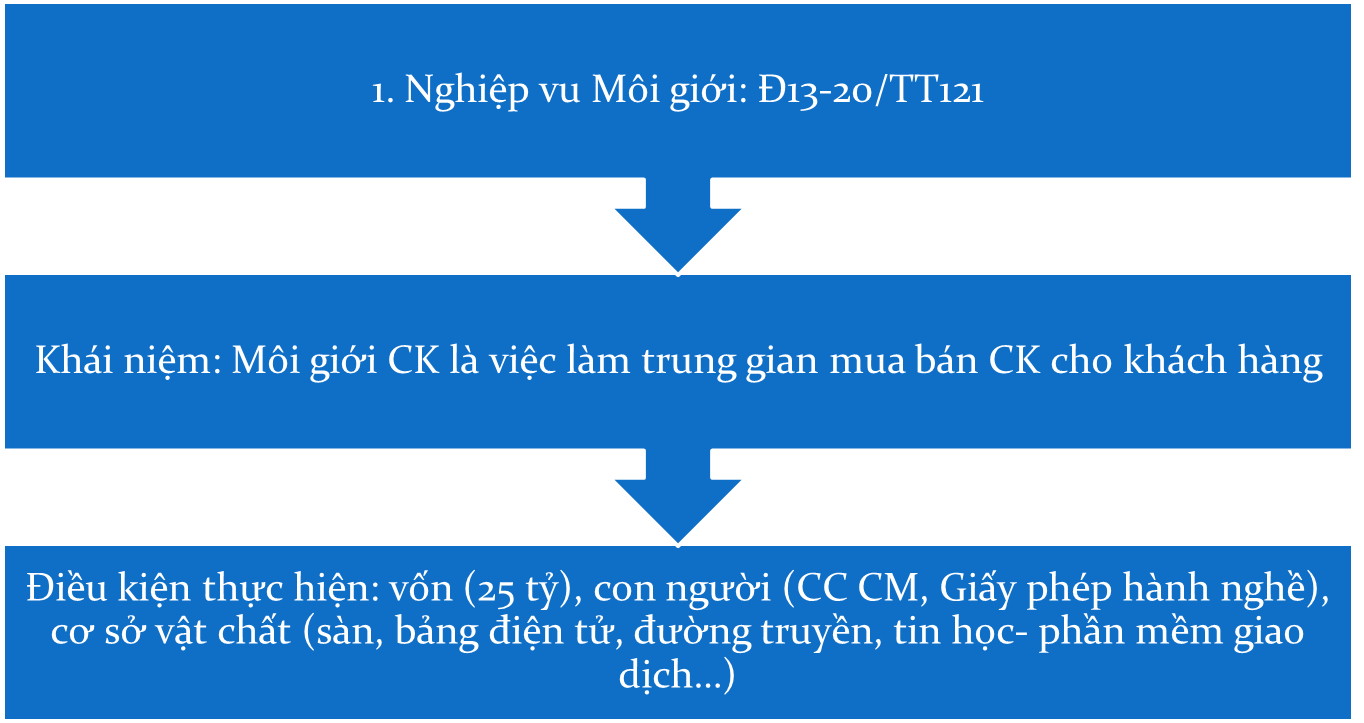 1. Nghiệp vu Môi giới: Đ13-20/TT121
Khái niệm: Môi giới CK là việc làm trung gian mua bán CK cho khách hàng
Điều kiện thực hiện: vốn (25 tỷ), con người (CC CM, Giấy phép hành nghề),
cơ sở vật chất (sàn, bảng điện tử, đường truyền, tin học- phần mềm giao
dịch...)